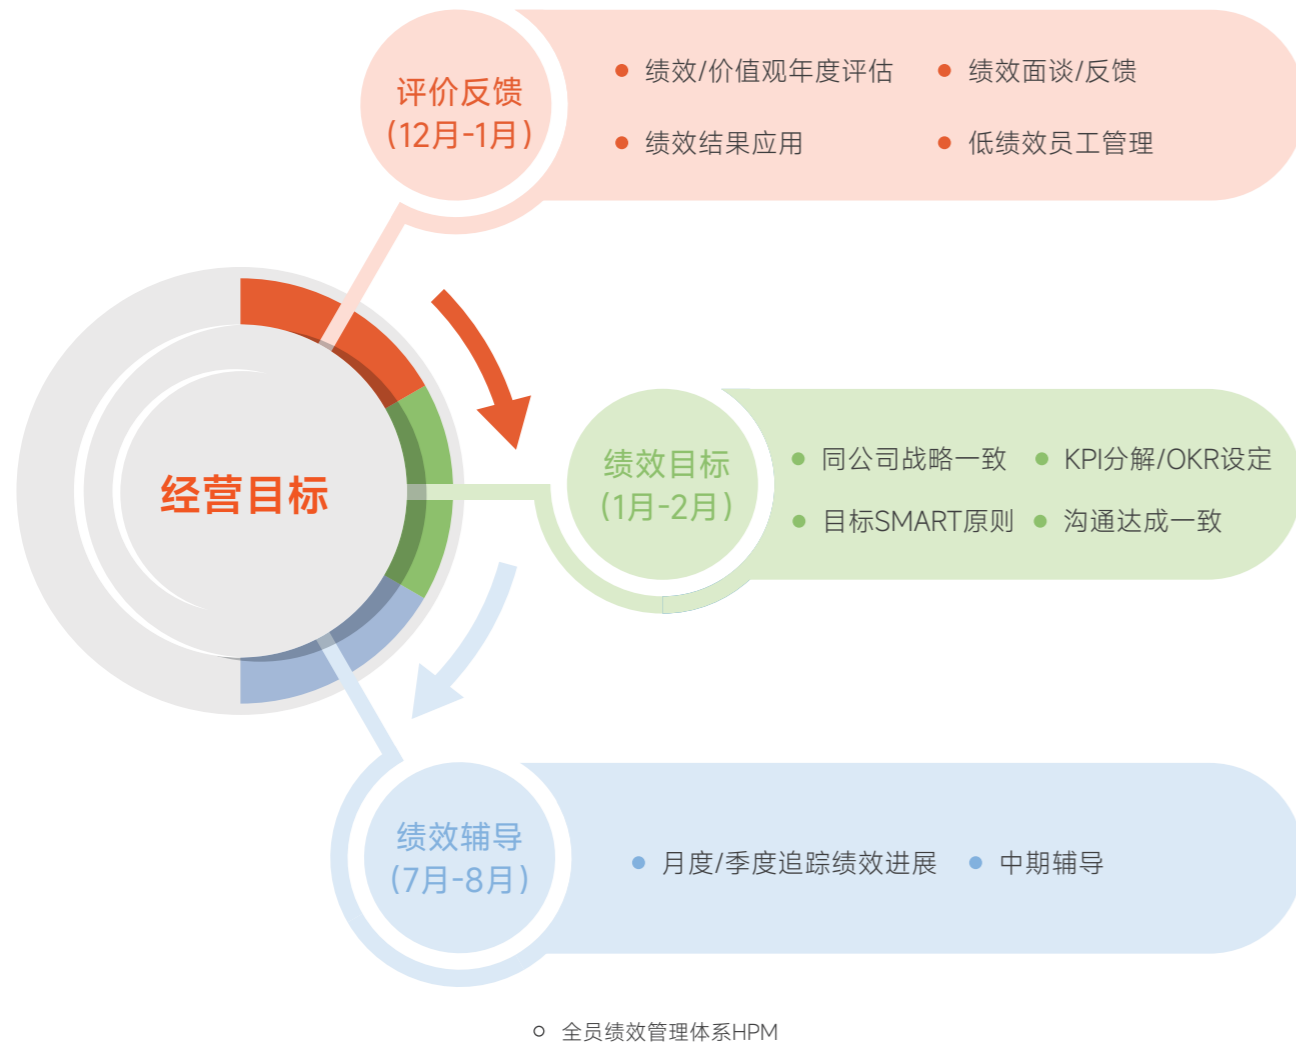 评价反馈
(12月-1月)
绩效/价值观年度评估
绩效面谈/反馈
绩效结果应用
低绩效员工管理
经营目标
绩效目标
(1月-2月)
同公司战略一致
KPI分解/OKR设定
目标SMART原则
沟通达成一致
绩效辅导
(7月-8月)
月度/季度追踪绩效进展
中期辅导
全员绩效管理体系HPM